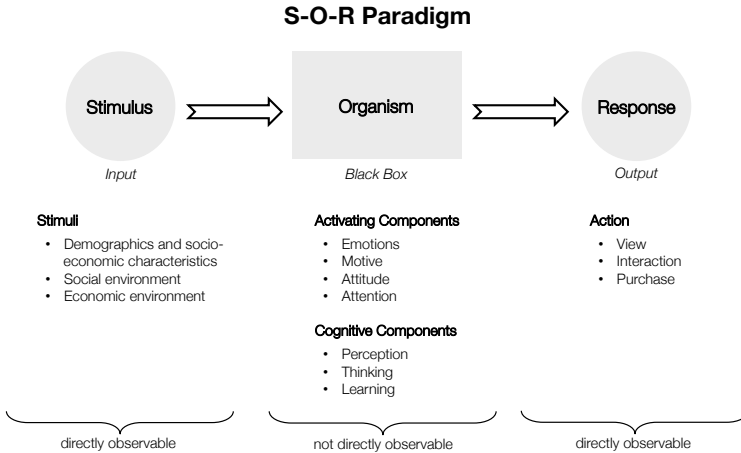 S-O-R Paradigm
Stimulus
Organism
Response
Input
Black Box
Output
Stimuli
• Demographics and socio-
economic characteristics
• Social environment
• Economic environment
Activating Components
• Emotions
• Motive
• Attitude
• Attention
Cognitive Components
• Perception
• Thinking
• Learning
Action
• View
• Interaction
• Purchase
directly observable
not directly observable
directly observable